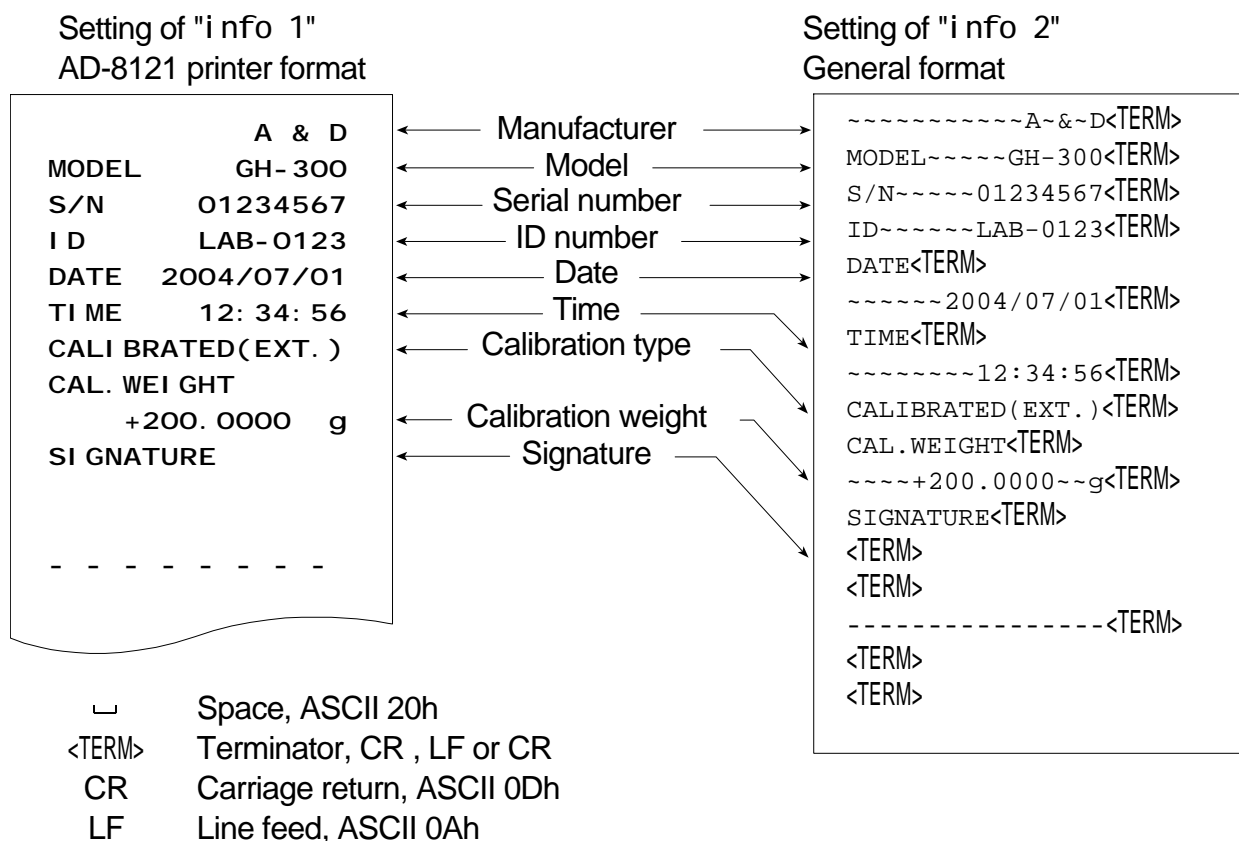 Setting of "info 1"
AD-8121 printer format
A & D
MODEL GH-300
S/N 01234567
ID LAB-0123
DATE 2004/07/01
TIME 12:34:56
CALIBRATED(EXT.)
CAL.WEIGHT
+200.0000 g
SIGNATURE
- - - - - - - -
Manufacturer
Model
Serial number
ID number
Date
Time
Calibration type
Calibration weight
Signature
Setting of "info 2"
General format
~~~~~~~~~~~A~&~D<TERM>
MODEL~~~~~GH-300<TERM>
S/N~~~~~01234567<TERM>
ID~~~~~~LAB-0123<TERM>
DATE<TERM>
~~~~~~2004/07/01<TERM>
TIME<TERM>
~~~~~~~~12:34:56<TERM>
CALIBRATED(EXT.)<TERM>
CAL.WEIGHT<TERM>
~~~~+200.0000~~g<TERM>
SIGNATURE<TERM>
<TERM>
<TERM>
----------------<TERM>
<TERM>
<TERM>
⎵ Space, ASCII 20h
<TERM> Terminator, CR , LF or CR
CR Carriage return, ASCII 0Dh
LF Line feed, ASCII 0Ah